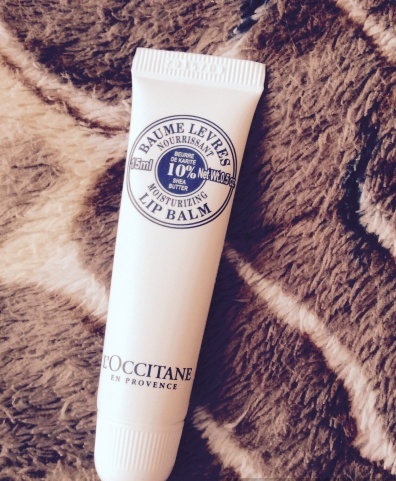 BAUME LEVRES
NOURRISSANT
15ml
BEURRE
DE KARITE
10%
SHEA
BUTTER
Net Wt. 0.5 oz
MOISTURIZING
LIP BALM
L'OCCITANE
EN PROVENCE